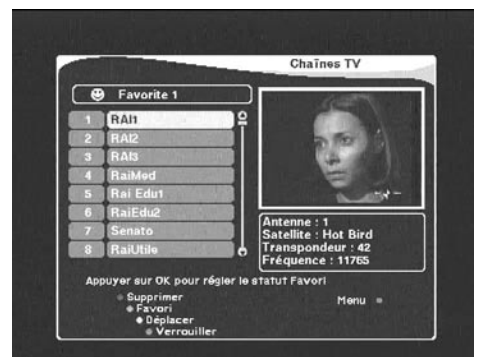 Chaînes TV
Favorite 1
1 RAI1
2 RAI2
3 RAI3
4 RaiMed
5 Rai Edu1
6 RaiEdu2
7 Senato
8 RaiUtile
Antenne : 1
Satellite : Hot Bird
Transpondeur : 42
Fréquence : 11765
Appuyer sur OK pour régler le statut Favori
Supprimer
Favori
Déplacer
Verrouiller
Menu